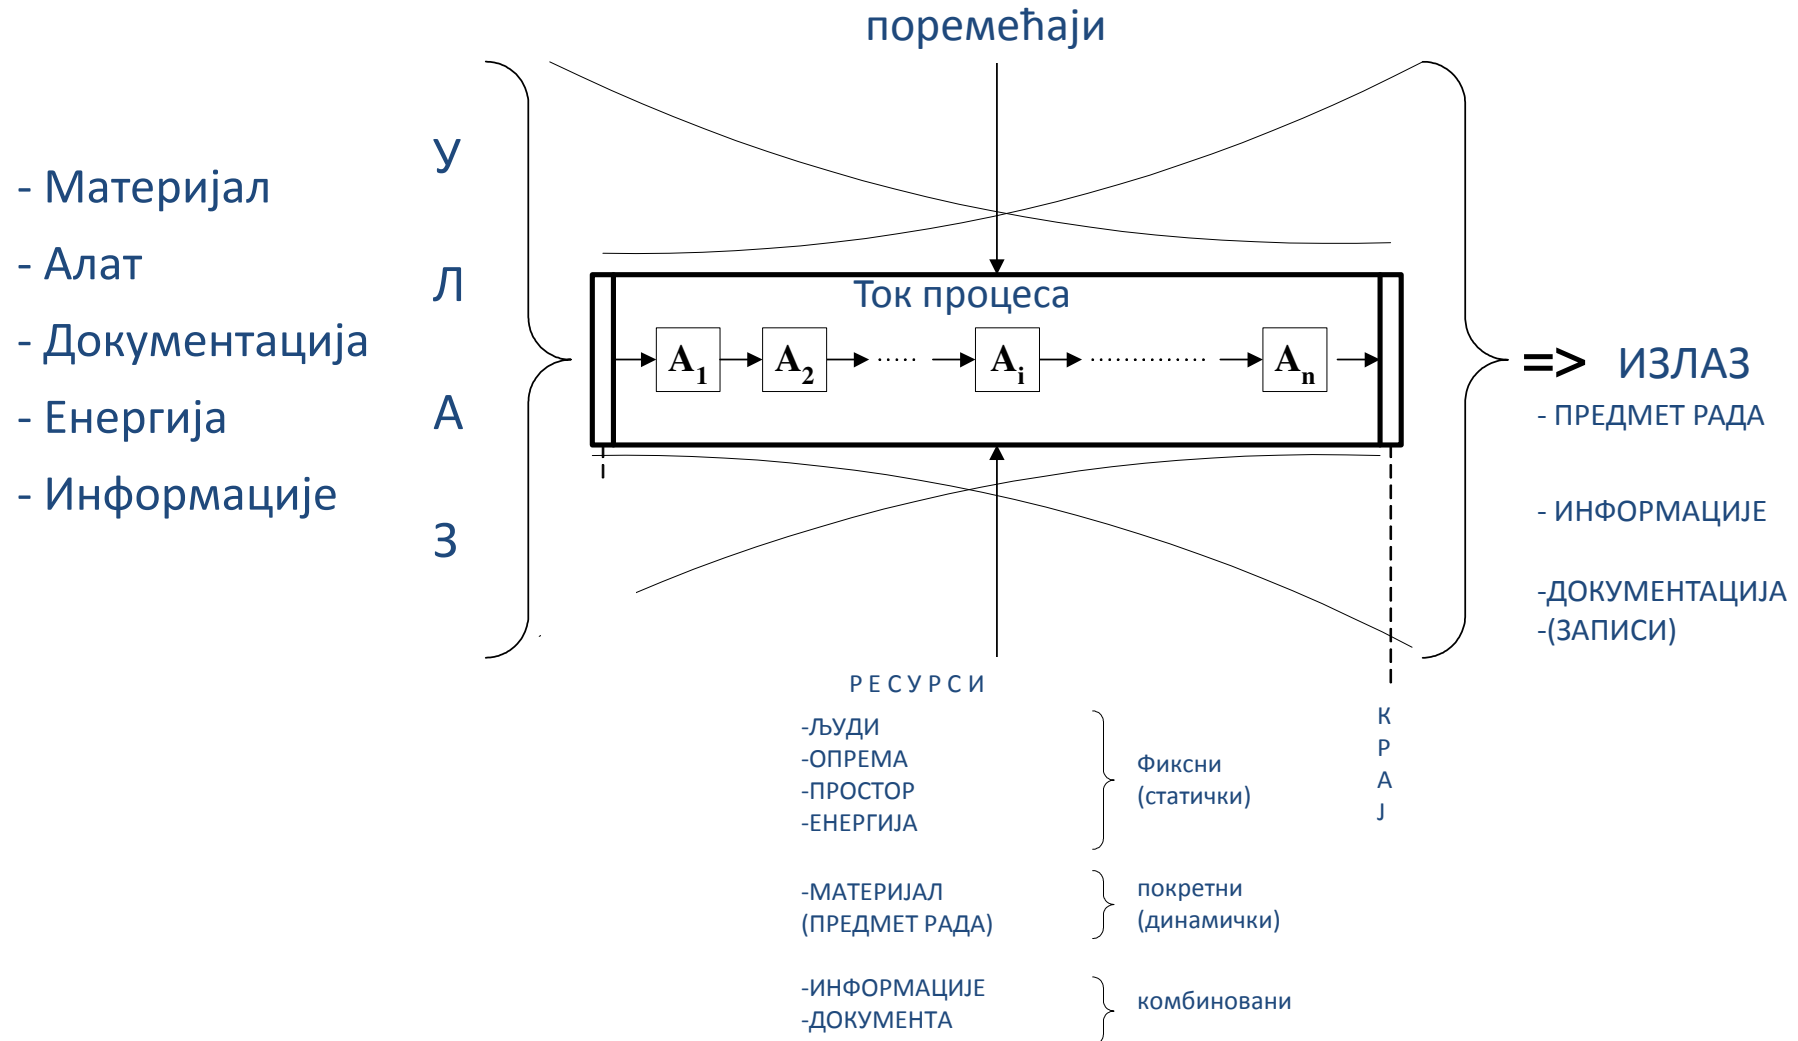 поремећаји
У
Л
А
З
- Материјал
- Алат
- Документација
- Енергија
- Информације
Ток процеса
A1 A2 ..... Ai .............. An
=> ИЗЛАЗ
- ПРЕДМЕТ РАДА
- ИНФОРМАЦИЈЕ
-ДОКУМЕНТАЦИЈА
-(ЗАПИСИ)
Р Е С У Р С И
-ЉУДИ
-ОПРЕМА
-ПРОСТОР
-ЕНЕРГИЈА
Фиксни
(статички)
-МАТЕРИЈАЛ
(ПРЕДМЕТ РАДА)
покретни
(динамички)
-ИНФОРМАЦИЈЕ
-ДОКУМЕНТА
комбиновани
К
Р
А
Ј